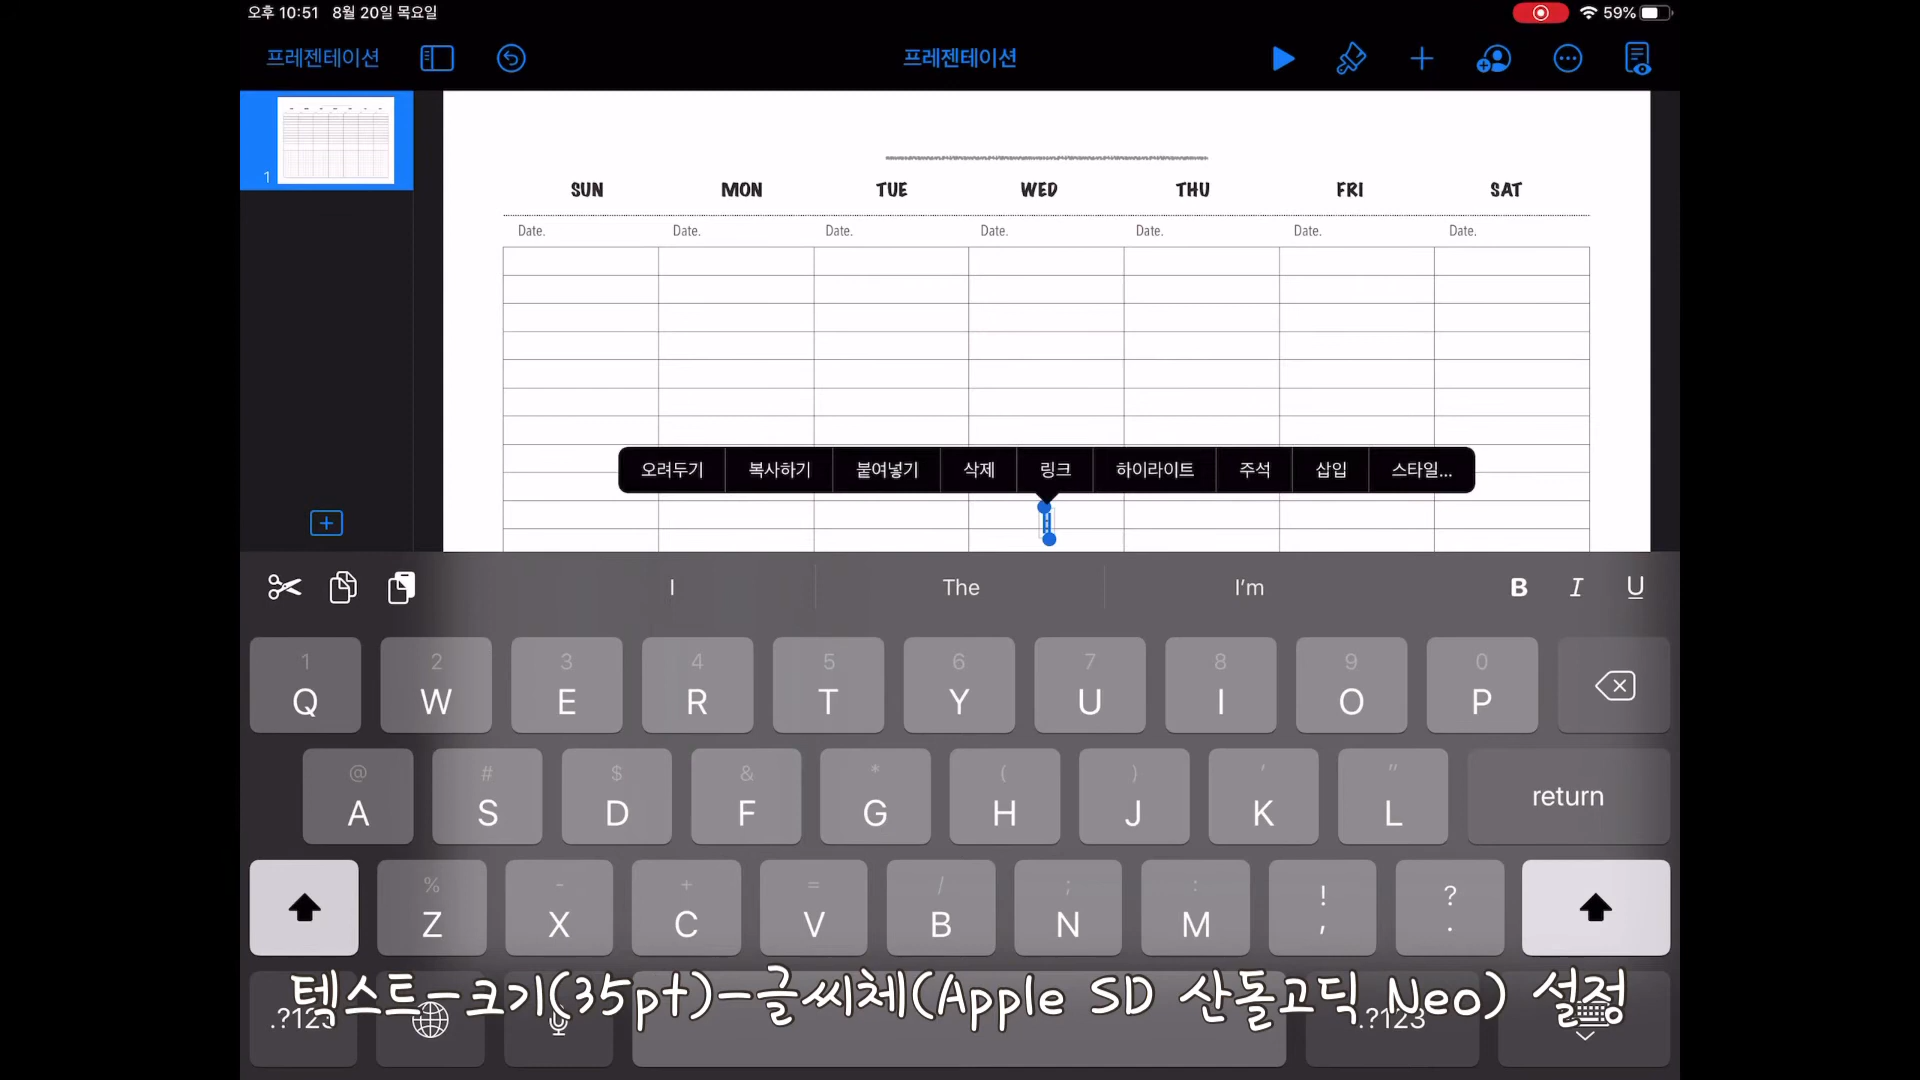 오후 10:51 8월 20일 목요일 59%
프레젠테이션 프레젠테이션
1
SUN MON TUE WED THU FRI SAT
Date. Date. Date. Date. Date. Date. Date.
오려두기 복사하기 붙여넣기 삭제 링크 하이라이트 주석 삽입 스타일...
I The I'm B I U
1 2 3 4 5 6 7 8 9 0
Q W E R T Y U I O P
@ # $ & * ( ) ' "
A S D F G H J K L return
% - + = / ; : ! ?
Z X C V B N M , .
텍스트-크기(35pt)-글씨체(Apple SD 산돌고딕 Neo) 설정
.?123 .?123